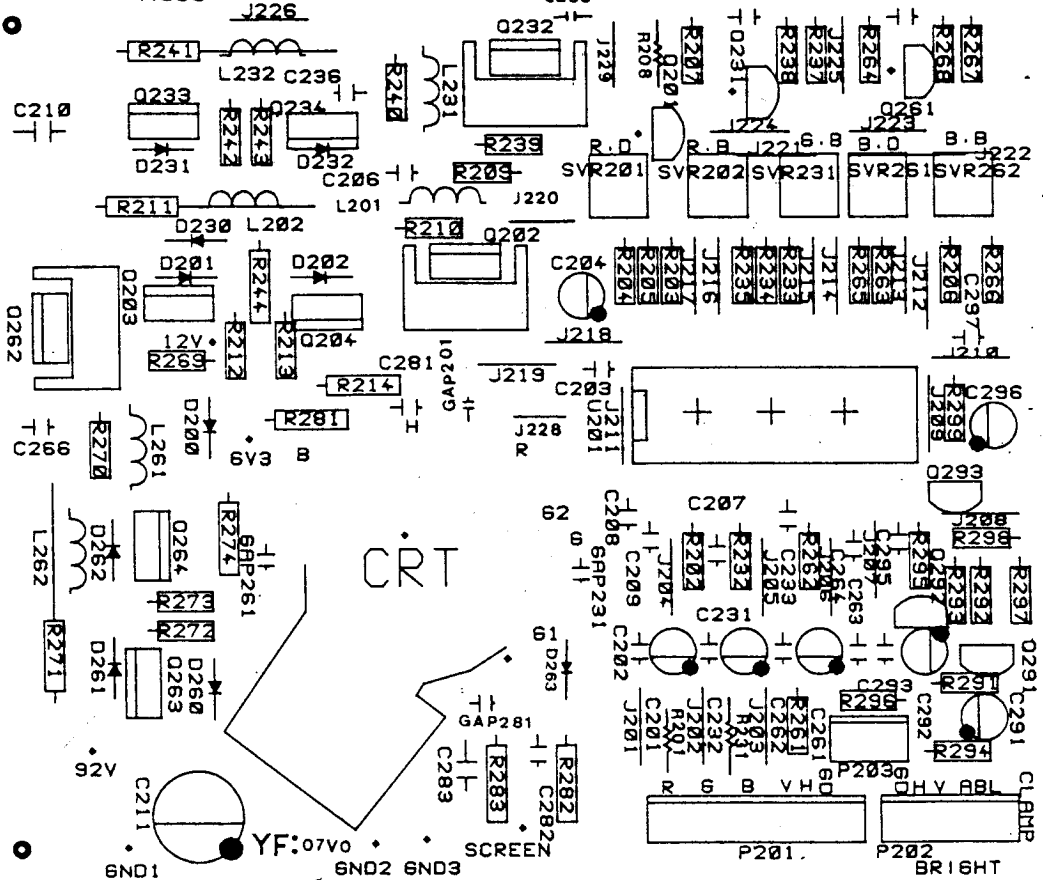 J226
Q232
J229
R208
Q201
R207
Q231
R238
R237
J225
R264
R268
R267
R241
L232
C236
R240
L231
C210
Q233
Q234
R242
R243
D231
D232
R239
J224
Q261
J223
R.D
R.B
J221
G.B
B.D
B.B
J222
C206
R209
SVR201
SVR202
SVR231
SVR261
SVR262
R211
L202
L201
J220
R210
Q202
D230
D201
R244
D202
C204
R204
R205
R203
J217
J216
R235
R234
R233
J215
J214
R265
R263
J213
J212
R206
R266
C297
Q262
Q203
12V
R269
R212
R213
Q204
J218
J210
C281
GAP201
J219
R214
C203
U201
J211
J209
R299
C296
R281
H
J228
R
C266
R270
L261
D200
6V3
B
Q293
G2
C208
C207
J208
R298
L262
D262
Q264
R274
GAP261
CRT
G
GAP231
C209
J204
R202
R232
J205
C233
R262
J206
C264
C263
J207
C295
R295
Q292
R293
R292
R297
R273
R272
R271
C231
G1
D263
C202
D261
Q263
D260
Q291
R291
C293
R296
C292
C291
GAP281
J201
C201
R201
J202
C232
R231
J203
C262
R261
C261
R294
92V
C283
R283
C282
R282
P203
C211
R
G
B
V
H
GD
GD
H
V
ABL
CLAMP
YF:07V0
SCREEN
P201.
P202
GND1
GND2
GND3
BRIGHT